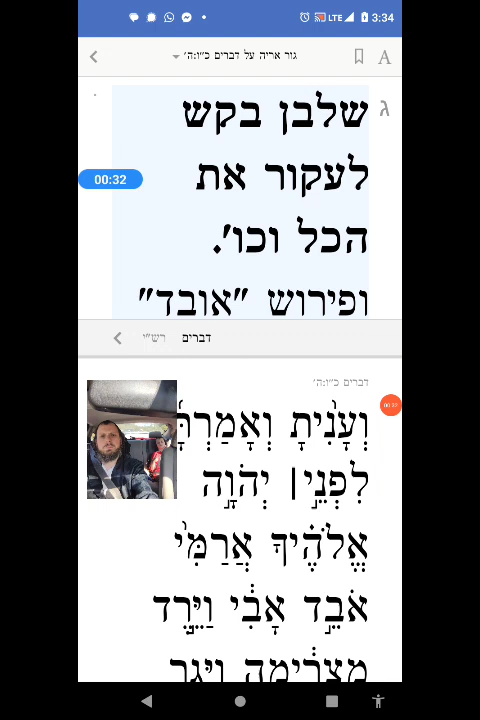 LTE 3:34
A גור אריה על דברים כ״ו:ה׳
ג
שלבן בקש
לעקור את
הכל וכו'.
ופירוש "אובד"
00:32
דברים רש״י
דברים כ״ו:ה׳
00:32
וְעָנִ֨יתָ וְאָמַרְתָּ֜
לִפְנֵ֣י׀ יְהֹוָ֣ה
אֱלֹהֶ֗יךָ אֲרַמִּי֙
אֹבֵ֣ד אָבִ֔י וַיֵּ֣רֶד
מִצְרַ֔יְמָה וַיָּ֥גׇר